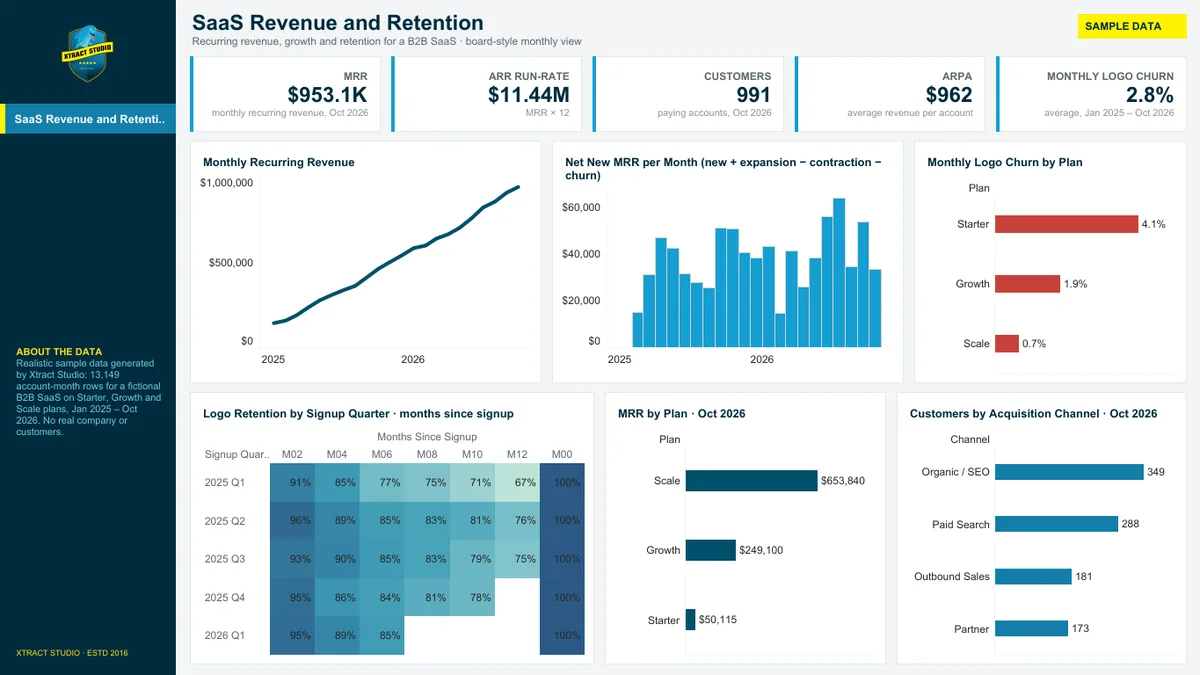 XTRACT STUDIO
SaaS Revenue and Retenti..
ABOUT THE DATA
Realistic sample data generated
by Xtract Studio: 13,149
account-month rows for a fictional
B2B SaaS on Starter, Growth and
Scale plans, Jan 2025 – Oct
2026. No real company or
customers.
XTRACT STUDIO · ESTD 2016
SaaS Revenue and Retention
Recurring revenue, growth and retention for a B2B SaaS · board-style monthly view
SAMPLE DATA
MRR
$953.1K
monthly recurring revenue, Oct 2026
ARR RUN-RATE
$11.44M
MRR × 12
CUSTOMERS
991
paying accounts, Oct 2026
ARPA
$962
average revenue per account
MONTHLY LOGO CHURN
2.8%
average, Jan 2025 – Oct 2026
Monthly Recurring Revenue
$1,000,000
$500,000
$0
2025 2026
Net New MRR per Month (new + expansion − contraction −
churn)
$60,000
$40,000
$20,000
$0
2025 2026
Monthly Logo Churn by Plan
Plan
Starter 4.1%
Growth 1.9%
Scale 0.7%
Logo Retention by Signup Quarter · months since signup
Months Since Signup
Signup Quar.. M02 M04 M06 M08 M10 M12 M00
2025 Q1 91% 85% 77% 75% 71% 67% 100%
2025 Q2 96% 89% 85% 83% 81% 76% 100%
2025 Q3 93% 90% 85% 83% 79% 75% 100%
2025 Q4 95% 86% 84% 81% 78% 100%
2026 Q1 95% 89% 85% 100%
MRR by Plan · Oct 2026
Plan
Scale $653,840
Growth $249,100
Starter $50,115
Customers by Acquisition Channel · Oct 2026
Channel
Organic / SEO 349
Paid Search 288
Outbound Sales 181
Partner 173